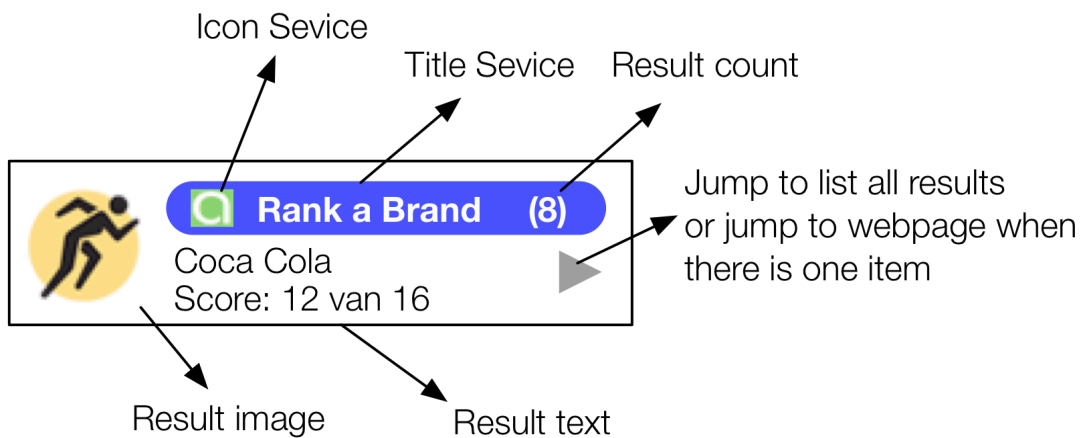 Icon Sevice
Title Sevice
Result count
Rank a Brand (8)
Coca Cola
Score: 12 van 16
Jump to list all results
or jump to webpage when
there is one item
Result image
Result text